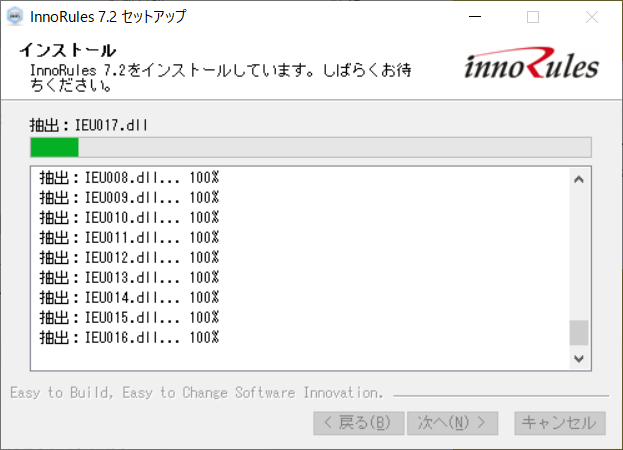 InnoRules 7.2 セットアップ
インストール
InnoRules 7.2をインストールしています。しばらくお待
ちください。
innoRules
抽出：IEU017.dll
抽出：IEU008.dll... 100%
抽出：IEU009.dll... 100%
抽出：IEU010.dll... 100%
抽出：IEU011.dll... 100%
抽出：IEU012.dll... 100%
抽出：IEU013.dll... 100%
抽出：IEU014.dll... 100%
抽出：IEU015.dll... 100%
抽出：IEU016.dll... 100%
Easy to Build, Easy to Change Software Innovation.
< 戻る(B) 次へ(N) > キャンセル